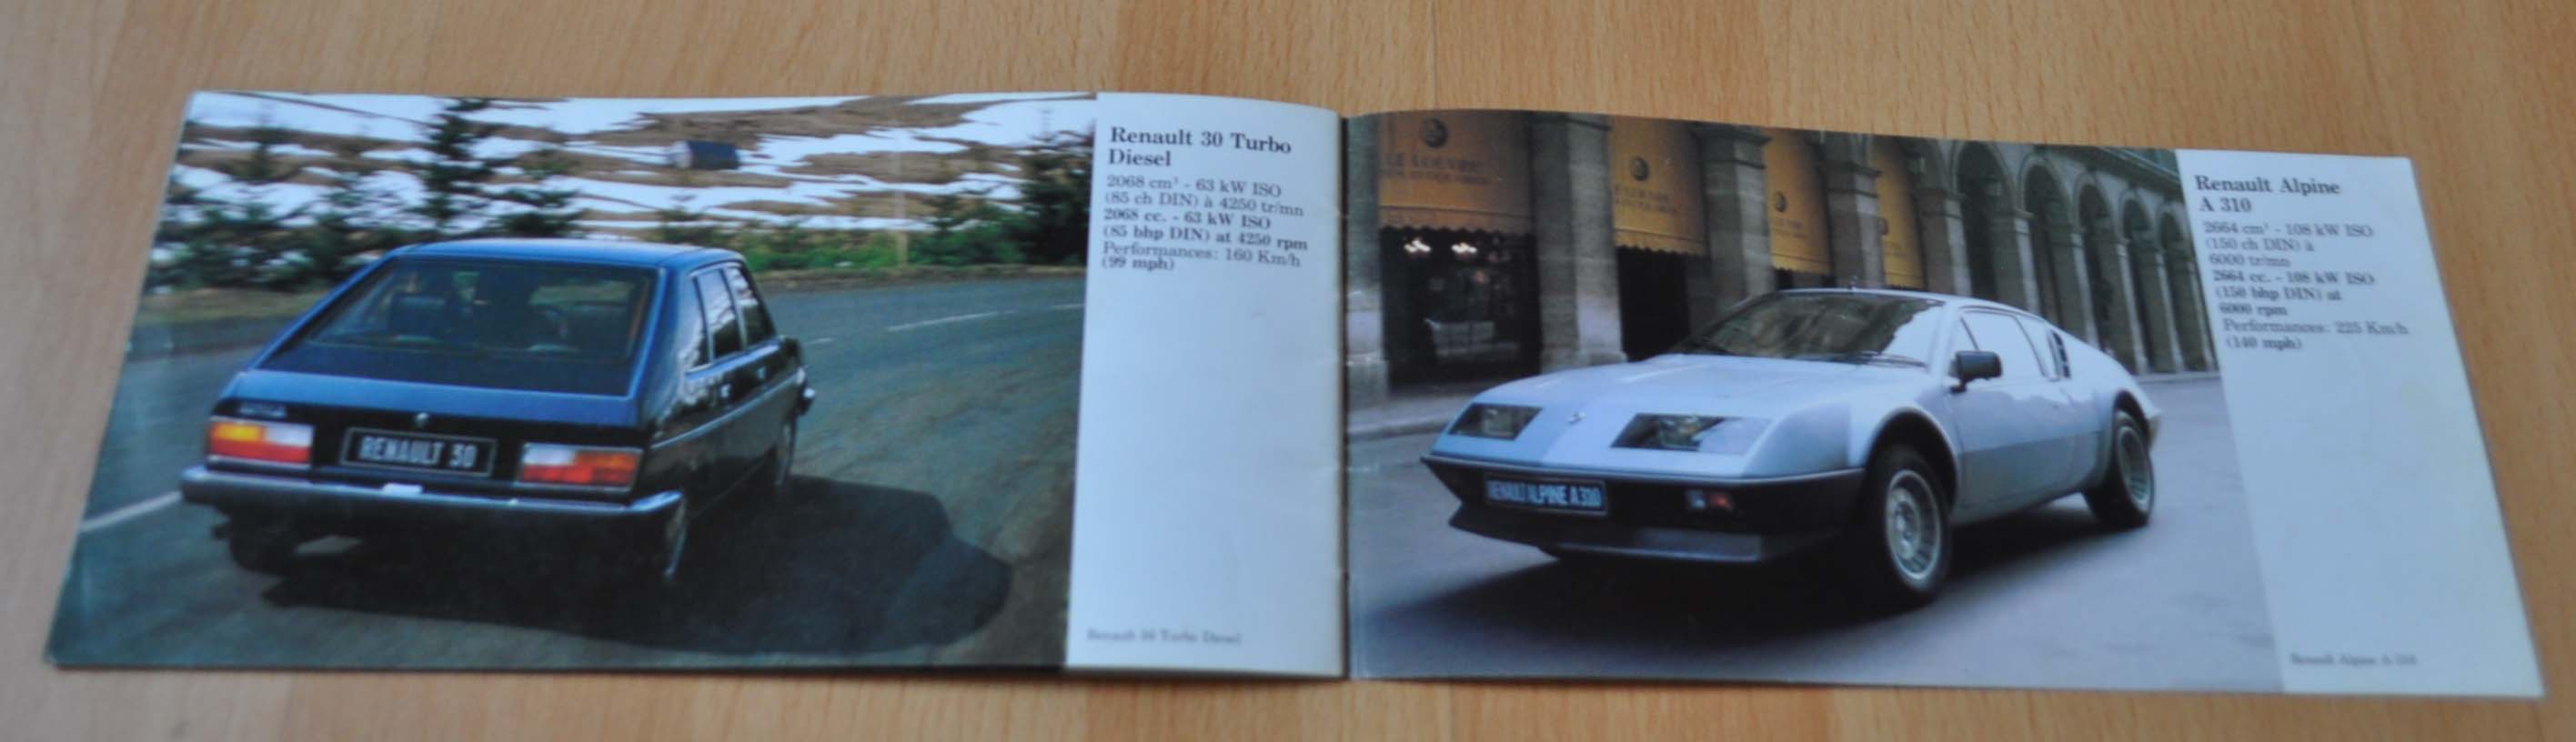 Renault 30 Turbo
Diesel
2068 cm³ - 63 kW ISO
(85 ch DIN) à 4250 tr/mn
2068 cc. - 63 kW ISO
(85 bhp DIN) at 4250 rpm
Performances: 160 Km/h
(99 mph)
RENAULT 30
Renault 30 Turbo Diesel
LE LOUVRE
Renault Alpine
A 310
2664 cm³ - 108 kW ISO
(150 ch DIN) à
6000 tr/mn
2664 cc. - 108 kW ISO
(150 bhp DIN) at
6000 rpm
Performances: 225 Km/h
(140 mph)
RENAULT ALPINE A 310
Renault Alpine A 310